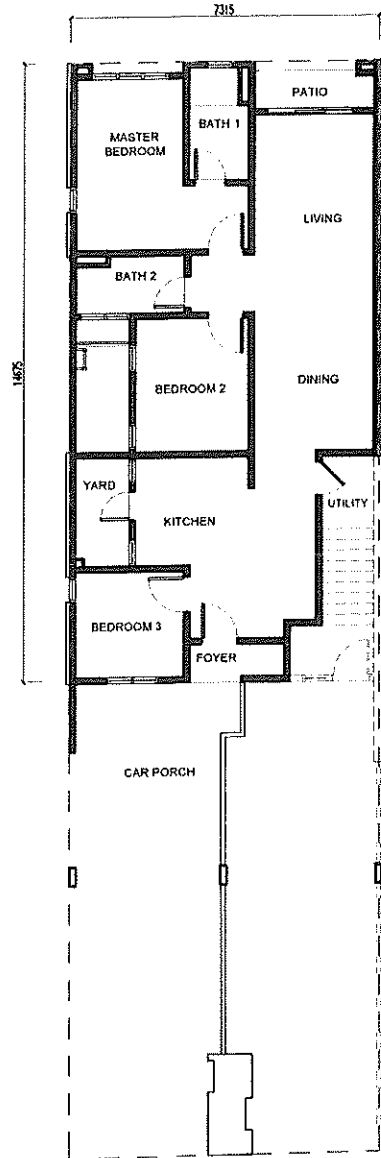 7315
PATIO
BATH 1
MASTER
BEDROOM
LIVING
BATH 2
14675
DINING
BEDROOM 2
YARD
UTILITY
KITCHEN
BEDROOM 3
FOYER
CAR PORCH